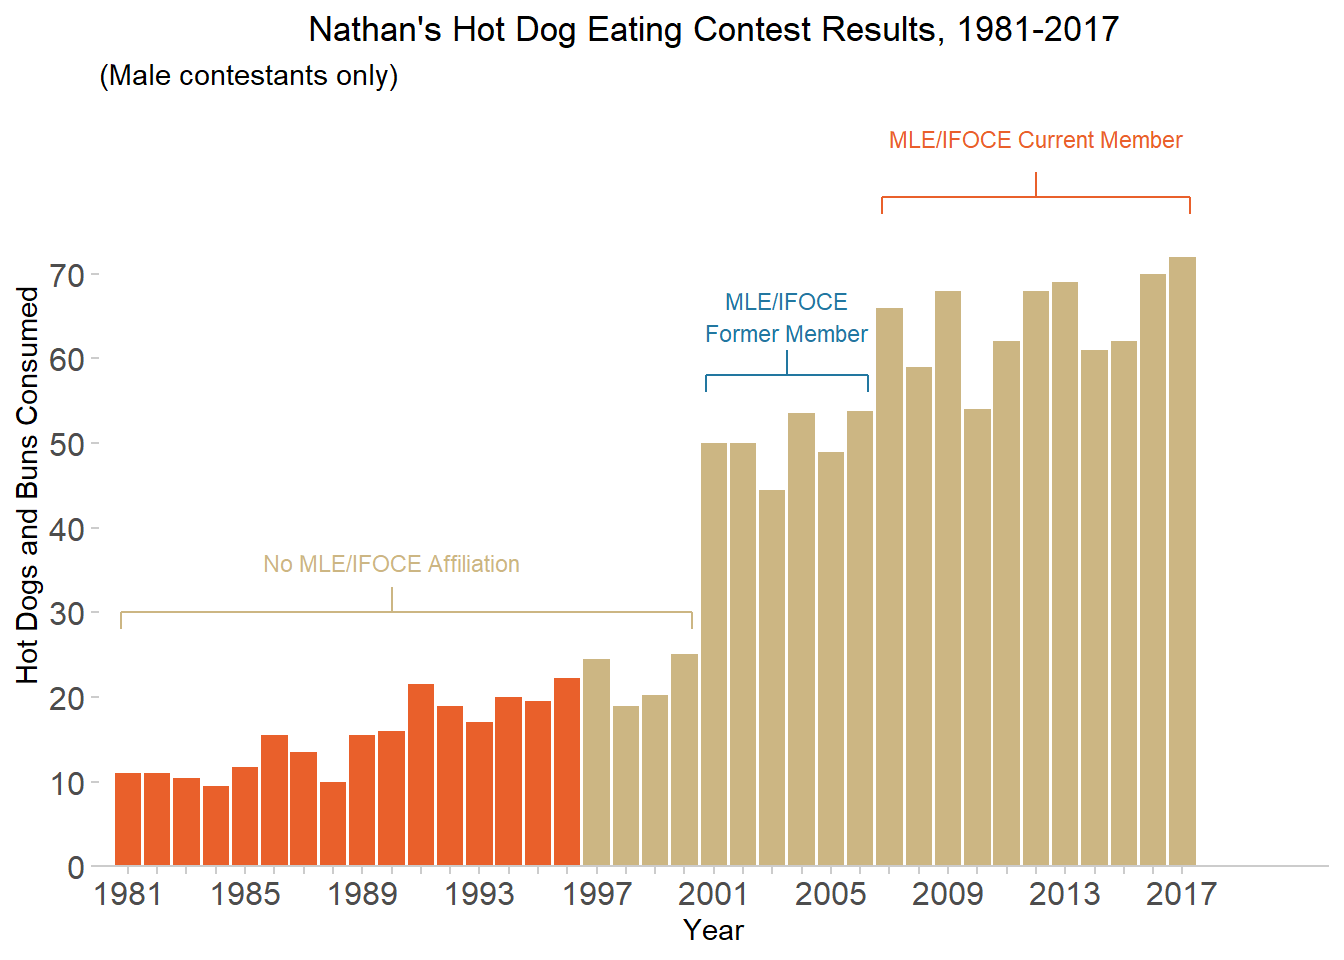 Nathan's Hot Dog Eating Contest Results, 1981-2017
(Male contestants only)
MLE/IFOCE Current Member
MLE/IFOCE
Former Member
No MLE/IFOCE Affiliation
Hot Dogs and Buns Consumed
70
60
50
40
30
20
10
0
1981 1985 1989 1993 1997 2001 2005 2009 2013 2017
Year